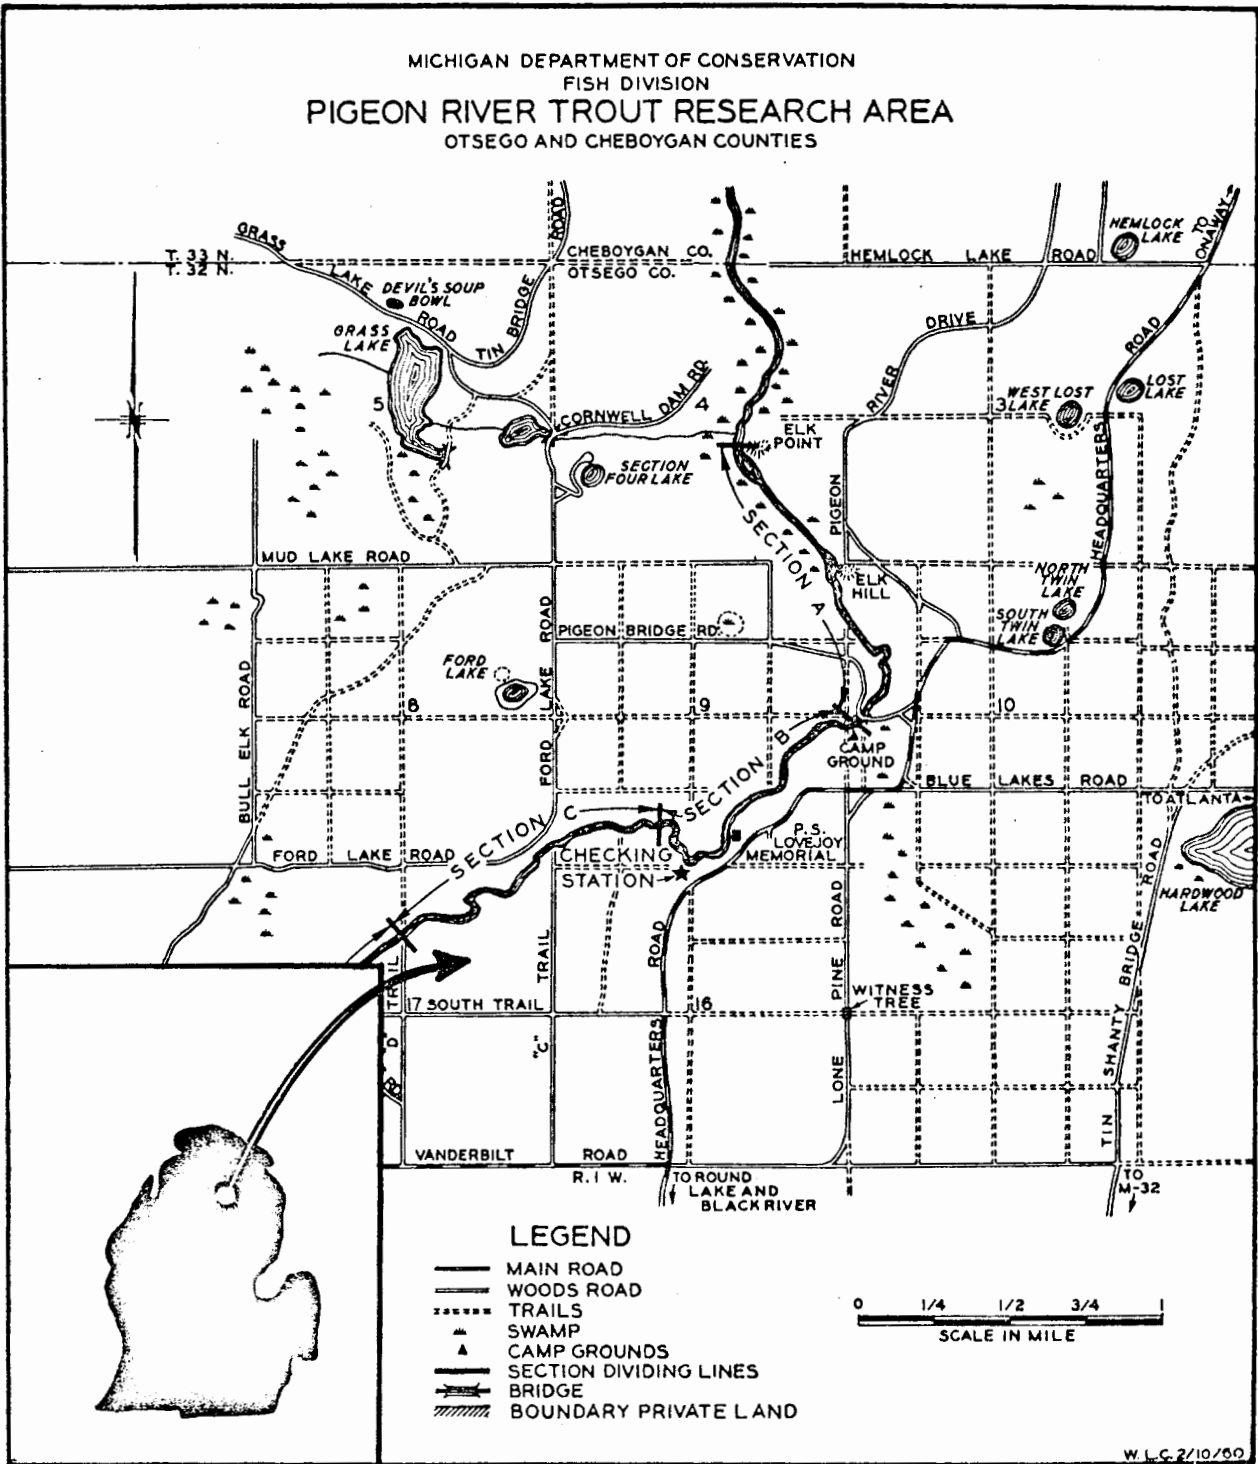 MICHIGAN DEPARTMENT OF CONSERVATION
FISH DIVISION
PIGEON RIVER TROUT RESEARCH AREA
OTSEGO AND CHEBOYGAN COUNTIES
GRASS LAKE ROAD
T. 33 N.
T. 32 N.
CHEBOYGAN CO.
OTSEGO CO.
TIN BRIDGE ROAD
HEMLOCK LAKE ROAD
HEMLOCK
LAKE
TO
ONAWAY
DEVIL'S SOUP
BOWL
GRASS
LAKE
RIVER DRIVE
5
CORNWELL DAM RD.
4
ELK
POINT
3
WEST LOST
LAKE
LOST
LAKE
SECTION
FOUR LAKE
PIGEON
HEADQUARTERS ROAD
SECTION A
MUD LAKE ROAD
ELK
HILL
NORTH
TWIN
LAKE
SOUTH
TWIN
LAKE
PIGEON BRIDGE RD.
FORD
LAKE
BULL ELK ROAD
FORD LAKE ROAD
8
9
10
SECTION B
CAMP
GROUND
BLUE LAKES ROAD
TO ATLANTA
SECTION C
FORD LAKE ROAD
CHECKING
STATION
P.S.
LOVEJOY
MEMORIAL
HARDWOOD
LAKE
TRAIL "D"
17 SOUTH TRAIL
TRAIL "C"
HEADQUARTERS ROAD
16
LONE PINE ROAD
WITNESS
TREE
TIN SHANTY BRIDGE ROAD
VANDERBILT ROAD
R. 1 W.
TO ROUND
LAKE AND
BLACK RIVER
TO
M-32
LEGEND
MAIN ROAD
WOODS ROAD
TRAILS
SWAMP
CAMP GROUNDS
SECTION DIVIDING LINES
BRIDGE
BOUNDARY PRIVATE LAND
0 1/4 1/2 3/4 1
SCALE IN MILE